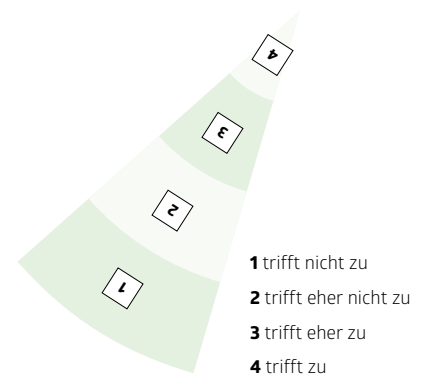 4
3
2
1
1 trifft nicht zu
2 trifft eher nicht zu
3 trifft eher zu
4 trifft zu